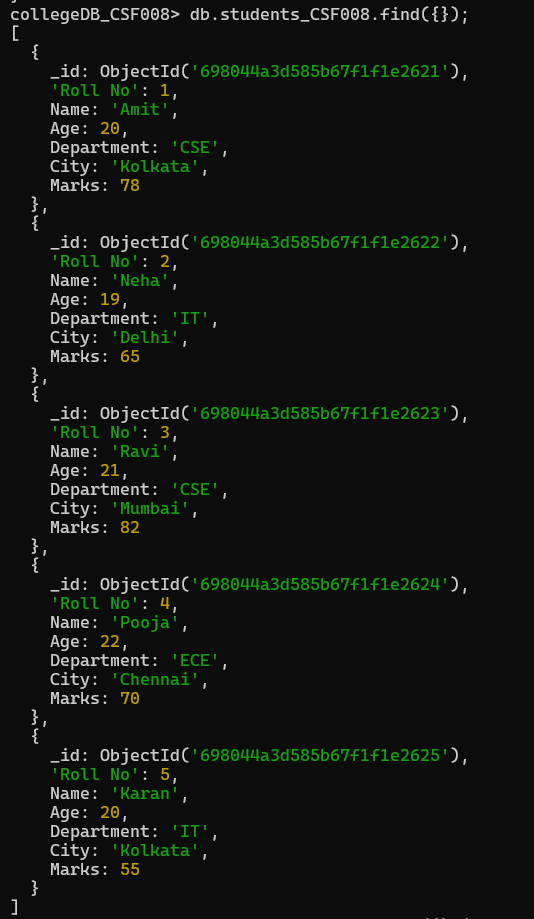 collegeDB_CSF008> db.students_CSF008.find({});
[
  {
    _id: ObjectId('698044a3d585b67f1f1e2621'),
    'Roll No': 1,
    Name: 'Amit',
    Age: 20,
    Department: 'CSE',
    City: 'Kolkata',
    Marks: 78
  },
  {
    _id: ObjectId('698044a3d585b67f1f1e2622'),
    'Roll No': 2,
    Name: 'Neha',
    Age: 19,
    Department: 'IT',
    City: 'Delhi',
    Marks: 65
  },
  {
    _id: ObjectId('698044a3d585b67f1f1e2623'),
    'Roll No': 3,
    Name: 'Ravi',
    Age: 21,
    Department: 'CSE',
    City: 'Mumbai',
    Marks: 82
  },
  {
    _id: ObjectId('698044a3d585b67f1f1e2624'),
    'Roll No': 4,
    Name: 'Pooja',
    Age: 22,
    Department: 'ECE',
    City: 'Chennai',
    Marks: 70
  },
  {
    _id: ObjectId('698044a3d585b67f1f1e2625'),
    'Roll No': 5,
    Name: 'Karan',
    Age: 20,
    Department: 'IT',
    City: 'Kolkata',
    Marks: 55
  }
]